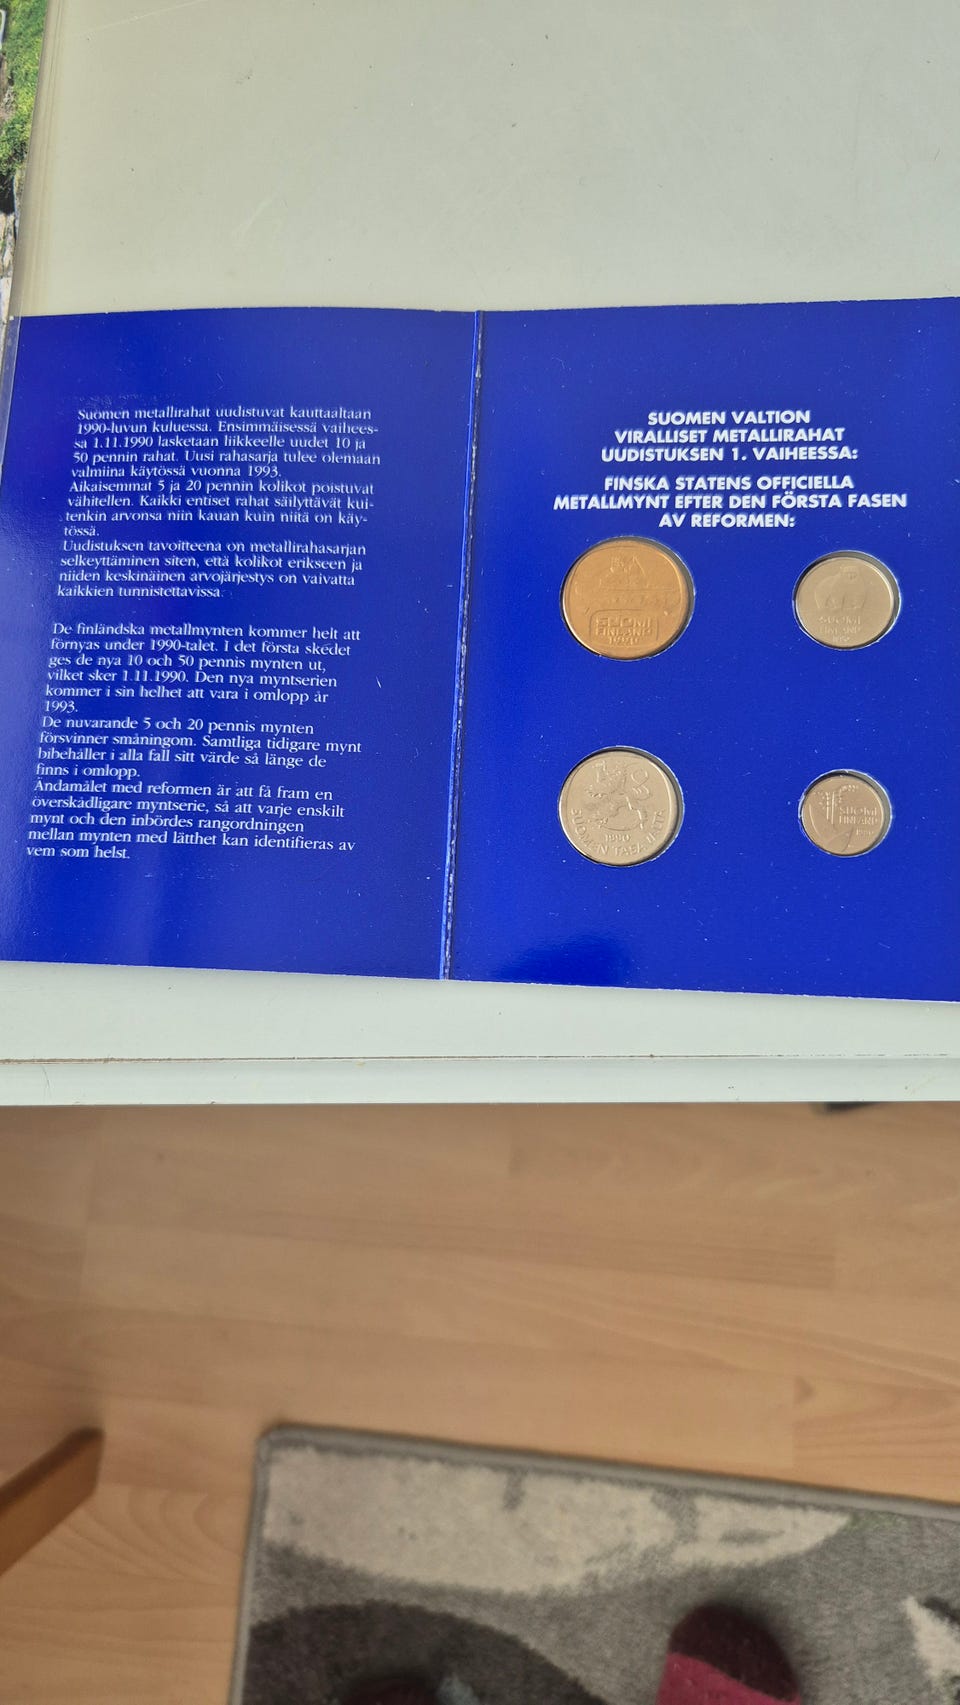 Suomen metallirahat uudistuvat kauttaaltaan
1990-luvun kuluessa. Ensimmäisessä vaihees-
sa 1.11.1990 lasketaan liikkeelle uudet 10 ja
50 pennin rahat. Uusi rahasarja tulee olemaan
valmiina käytössä vuonna 1993.
Aikaisemmat 5 ja 20 pennin kolikot poistuvat
vähitellen. Kaikki entiset rahat säilyttävät kui-
tenkin arvonsa niin kauan kuin niitä on käy-
tössä.
Uudistuksen tavoitteena on metallirahasarjan
selkeyttäminen siten, että kolikot erikseen ja
niiden keskinäinen arvojärjestys on vaivatta
kaikkien tunnistettavissa.
De finländska metallmynten kommer helt att
förnyas under 1990-talet. I det första skedet
ges de nya 10 och 50 pennis mynten ut,
vilket sker 1.11.1990. Den nya myntserien
kommer i sin helhet att vara i omlopp år
1993.
De nuvarande 5 och 20 pennis mynten
försvinner småningom. Samtliga tidigare mynt
bibehåller i alla fall sitt värde så länge de
finns i omlopp.
Ändamålet med reformen är att få fram en
överskådligare myntserie, så att varje enskilt
mynt och den inbördes rangordningen
mellan mynten med lätthet kan identifieras av
vem som helst.
SUOMEN VALTION
VIRALLISET METALLIRAHAT
UUDISTUKSEN 1. VAIHEESSA:
FINSKA STATENS OFFICIELLA
METALLMYNT EFTER DEN FÖRSTA FASEN
AV REFORMEN:
SUOMI
FINLAND
1990
SUOMI
FINLAND
1990
SUOMEN TASAVALTA
SUOMI
FINLAND
1990